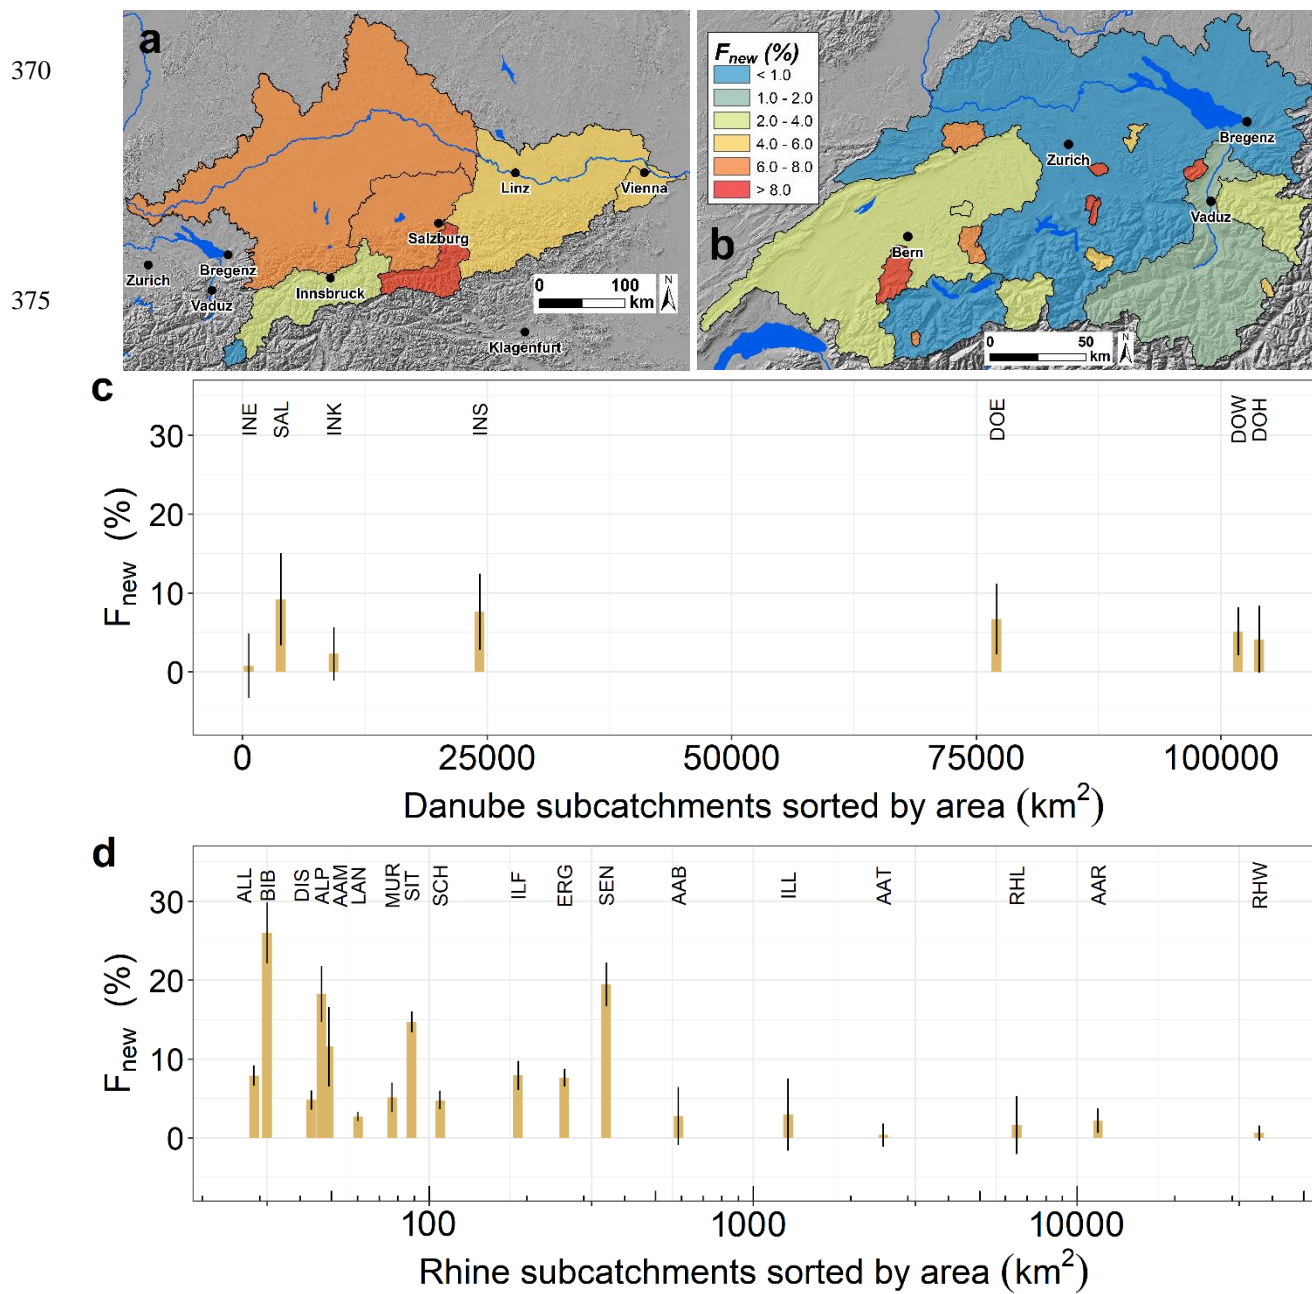 370
375
a
Linz
Vienna
Salzburg
Zurich
Bregenz
Vaduz
Innsbruck
Klagenfurt
0 100
km
N
F_new (%)
< 1.0
1.0 - 2.0
2.0 - 4.0
4.0 - 6.0
6.0 - 8.0
> 8.0
b
Bregenz
Zurich
Vaduz
Bern
0 50
km
N
c
INE SAL INK INS DOE DOW DOH
F_new (%)
30
20
10
0
0 25000 50000 75000 100000
Danube subcatchments sorted by area (km²)
d
ALL BIB DIS ALP AAM LAN MUR SIT SCH ILF ERG SEN AAB ILL AAT RHL AAR RHW
F_new (%)
30
20
10
0
100 1000 10000
Rhine subcatchments sorted by area (km²)